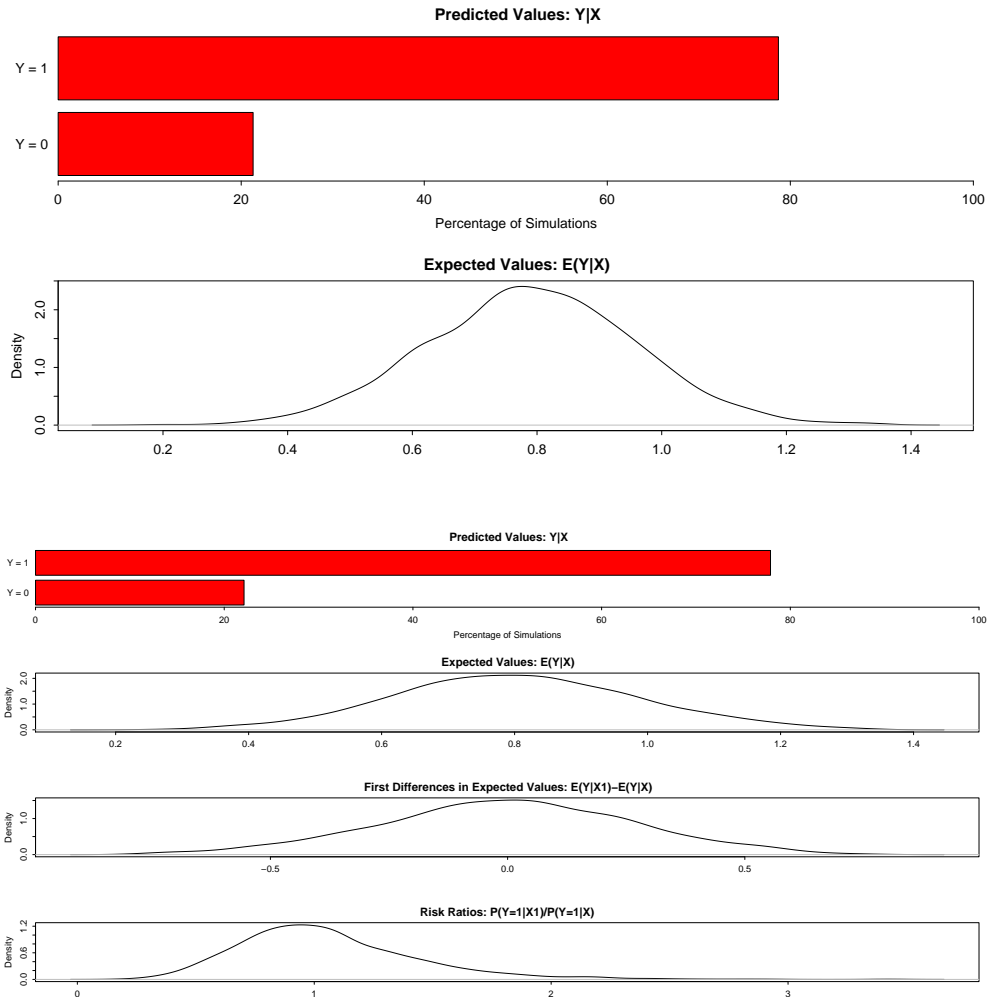 Predicted Values: Y|X
Y = 1
Y = 0
0 20 40 60 80 100
Percentage of Simulations
Expected Values: E(Y|X)
Density
0.0 1.0 2.0
0.2 0.4 0.6 0.8 1.0 1.2 1.4
Predicted Values: Y|X
Y = 1
Y = 0
0 20 40 60 80 100
Percentage of Simulations
Expected Values: E(Y|X)
Density
0.0 1.0 2.0
0.2 0.4 0.6 0.8 1.0 1.2 1.4
First Differences in Expected Values: E(Y|X1)−E(Y|X)
Density
0.0 1.0
−0.5 0.0 0.5
Risk Ratios: P(Y=1|X1)/P(Y=1|X)
Density
0.0 0.6 1.2
0 1 2 3